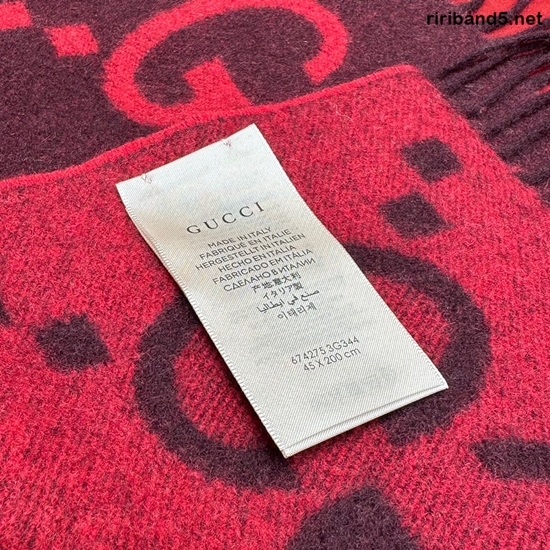 ririband5.net
GUCCI
MADE IN ITALY
FABRIQUÉ EN ITALIE
HERGESTELLT IN ITALIEN
HECHO EN ITALIA
FABRICADO EM ITÁLIA
СДЕЛАНО В ИТАЛИИ
产地:意大利
イタリア製
صنع في ايطاليا
이태리제
674275 3G344
45 X 200 cm